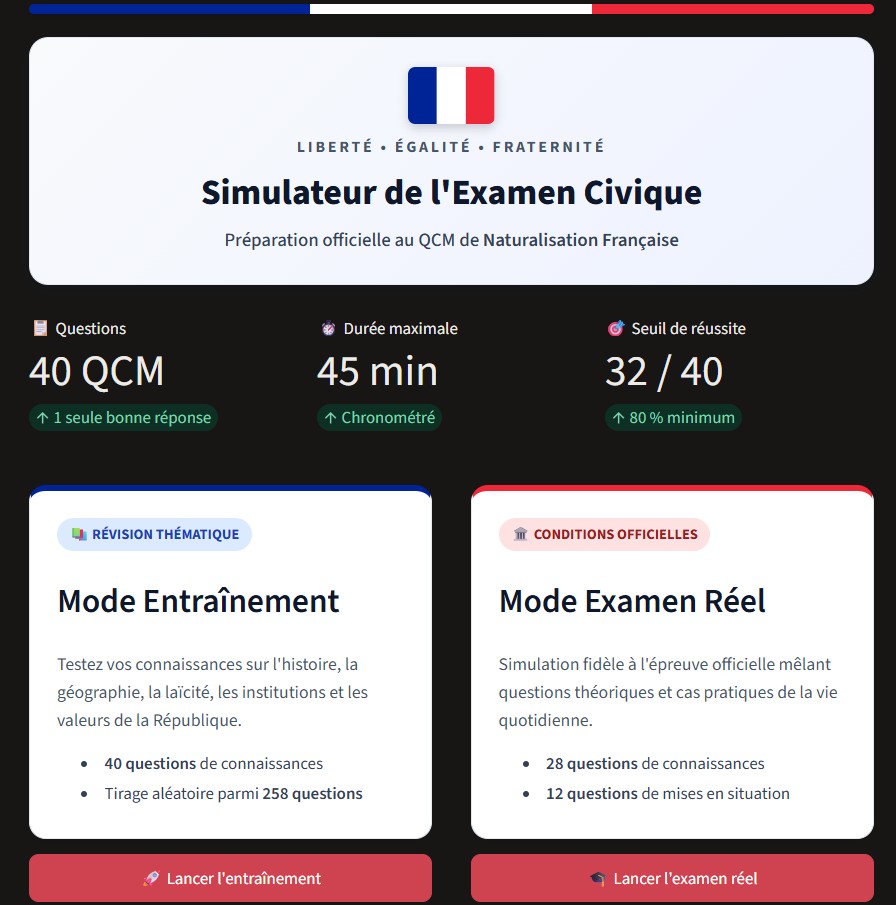 LIBERTÉ • ÉGALITÉ • FRATERNITÉ
Simulateur de l'Examen Civique
Préparation officielle au QCM de Naturalisation Française
Questions
40 QCM
↑ 1 seule bonne réponse
Durée maximale
45 min
↑ Chronométré
Seuil de réussite
32 / 40
↑ 80 % minimum
RÉVISION THÉMATIQUE
Mode Entraînement
Testez vos connaissances sur l'histoire, la
géographie, la laïcité, les institutions et les
valeurs de la République.
• 40 questions de connaissances
• Tirage aléatoire parmi 258 questions
Lancer l'entraînement
CONDITIONS OFFICIELLES
Mode Examen Réel
Simulation fidèle à l'épreuve officielle mêlant
questions théoriques et cas pratiques de la vie
quotidienne.
• 28 questions de connaissances
• 12 questions de mises en situation
Lancer l'examen réel